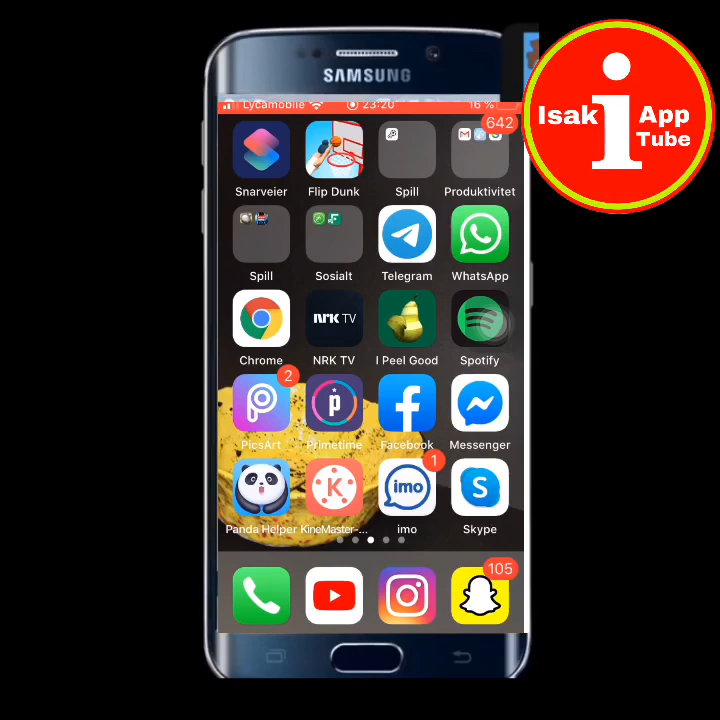 SAMSUNG
Lycamobile 23:20 16 %
642
Snarveier Flip Dunk Spill Produktivitet
Spill Sosialt Telegram WhatsApp
NRK TV
Chrome NRK TV I Peel Good Spotify
2
PicsArt Primetime Facebook Messenger
1
imo
Panda Helper KineMaster-... imo Skype
105
Isak App
Tube